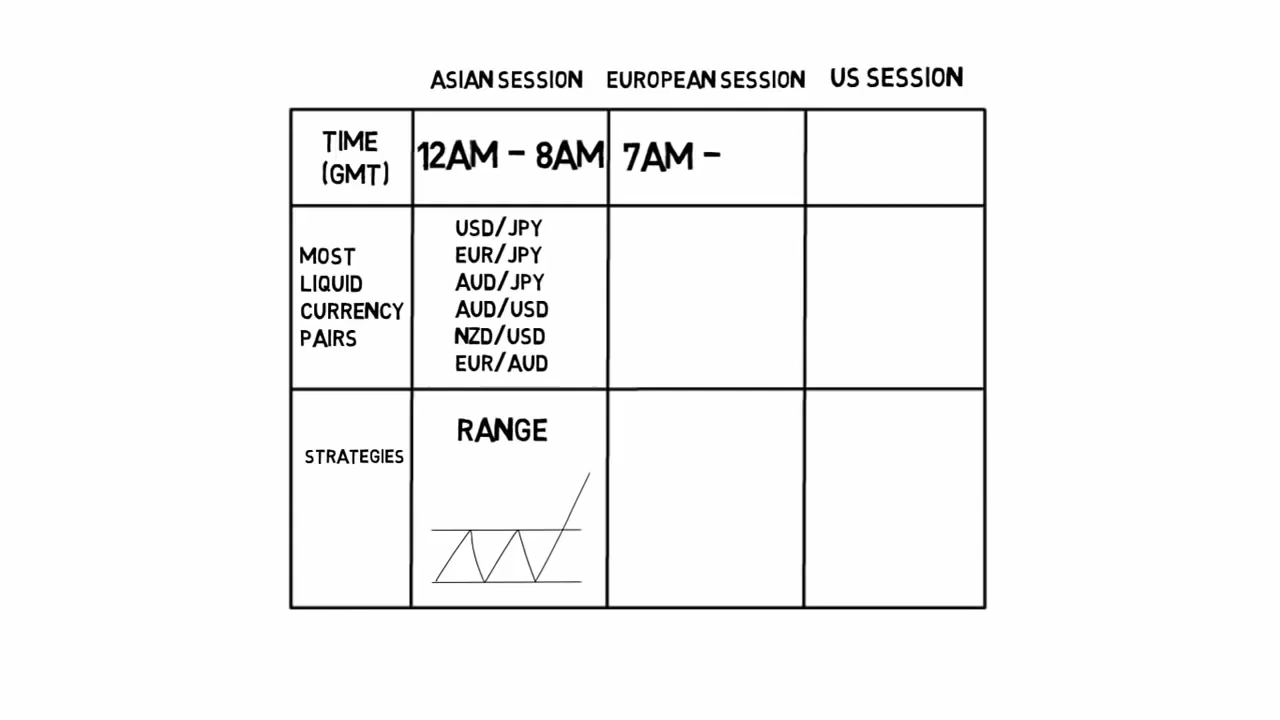 ASIAN SESSION EUROPEAN SESSION US SESSION
TIME
(GMT)
12AM - 8AM
7AM -
MOST
LIQUID
CURRENCY
PAIRS
USD/JPY
EUR/JPY
AUD/JPY
AUD/USD
NZD/USD
EUR/AUD
STRATEGIES
RANGE